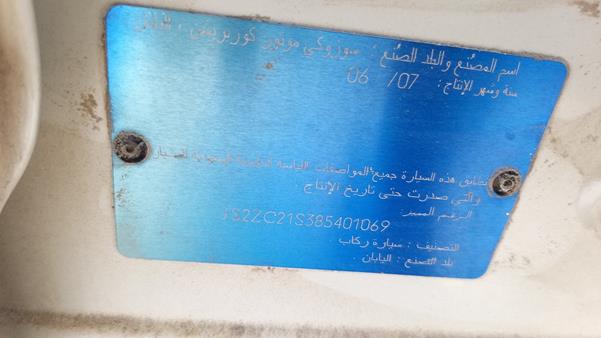 اسم المصنع والبلد الصنع : سوزوكي موتور كوربريشن ، اليابان
سنة وشهر الإنتاج : 07/ 06
تطابق هذه السيارة جميع المواصفات القياسية الخليجية
والتي صدرت حتى تاريخ الإنتاج .
الرقم المميز:
JS2ZC21S385401069
التصنيف : سيارة ركاب
بلد الصنع : اليابان .